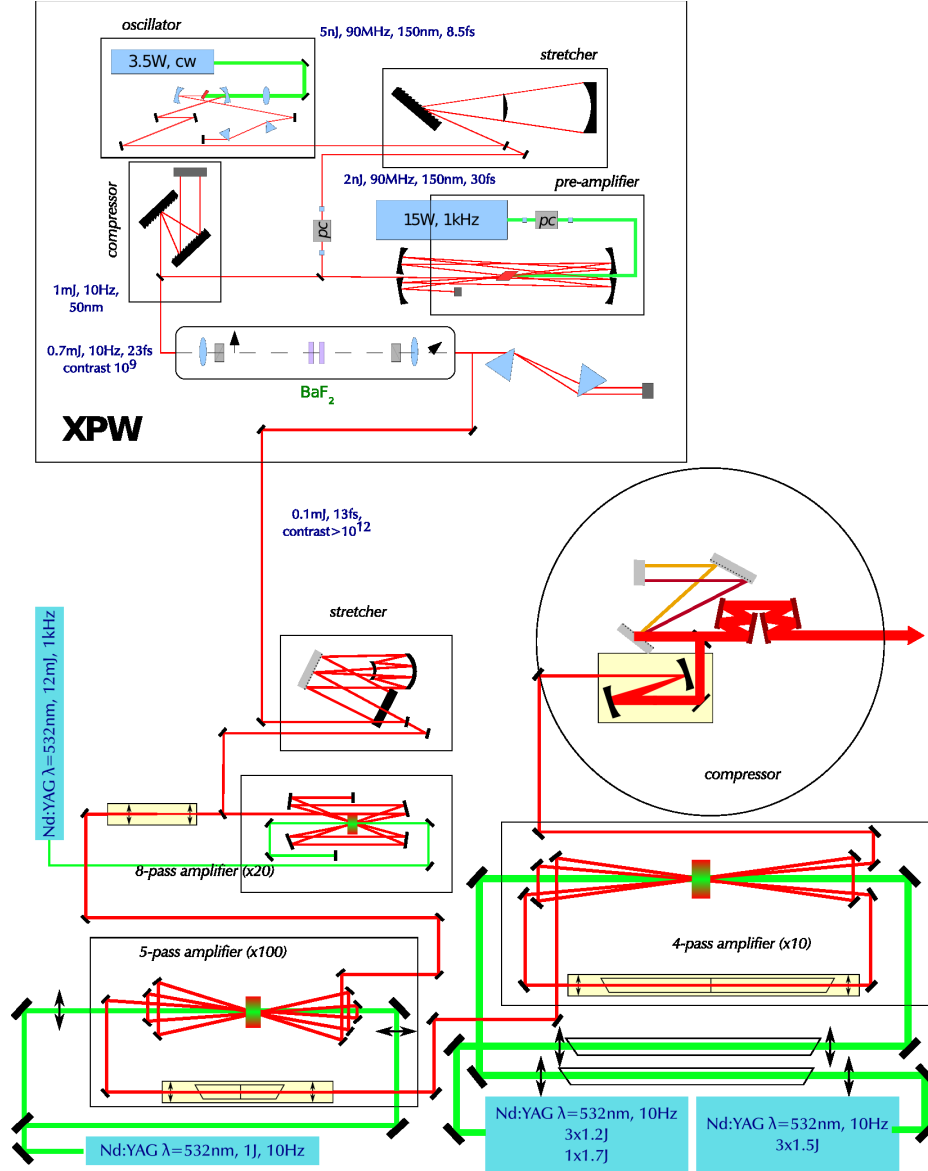 oscillator
5nJ, 90MHz, 150nm, 8.5fs
3.5W, cw
stretcher
compressor
2nJ, 90MHz, 150nm, 30fs
pre-amplifier
15W, 1kHz
pc
pc
1mJ, 10Hz,
50nm
0.7mJ, 10Hz, 23fs
contrast 10⁹
BaF₂
XPW
0.1mJ, 13fs,
contrast>10¹²
stretcher
Nd:YAG λ=532nm, 12mJ, 1kHz
compressor
8-pass amplifier (x20)
5-pass amplifier (x100)
4-pass amplifier (x10)
Nd:YAG λ=532nm, 10Hz
3x1.2J
1x1.7J
Nd:YAG λ=532nm, 10Hz
3x1.5J
Nd:YAG λ=532nm, 1J, 10Hz